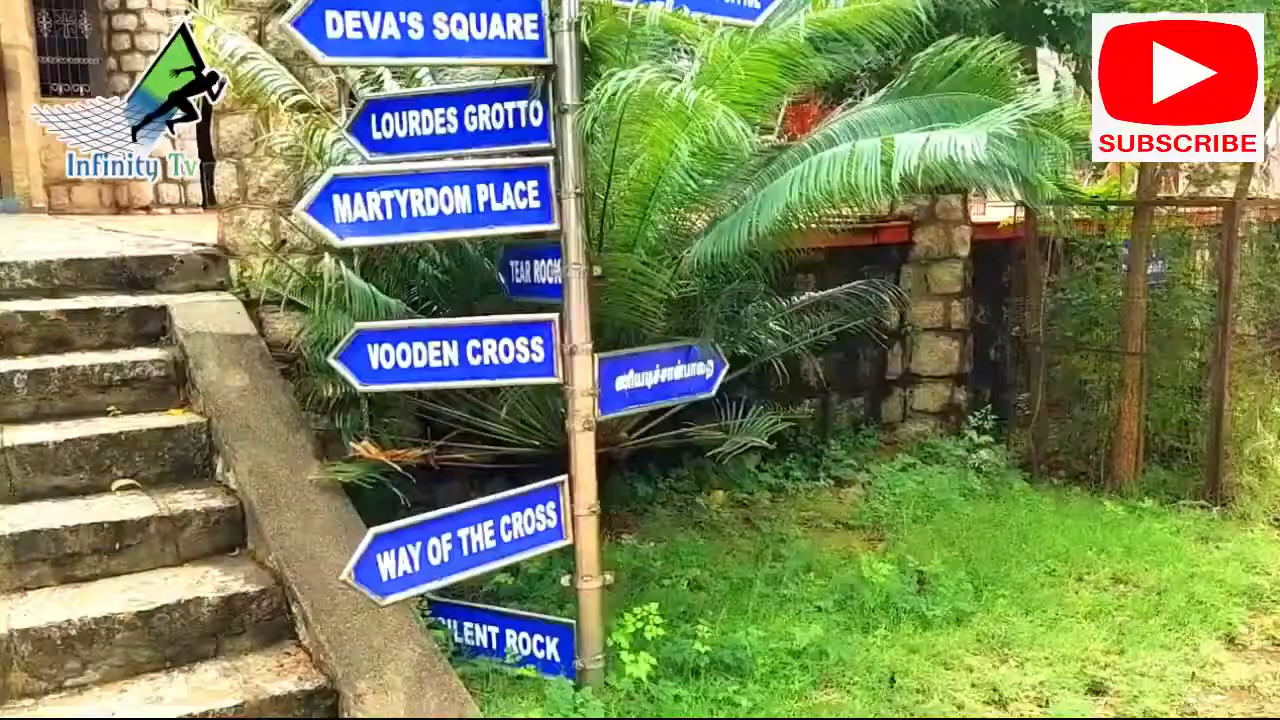 DEVA'S SQUARE
LOURDES GROTTO
MARTYRDOM PLACE
TEAR ROCK
VOODEN CROSS
WAY OF THE CROSS
SILENT ROCK
Infinity Tv
SUBSCRIBE